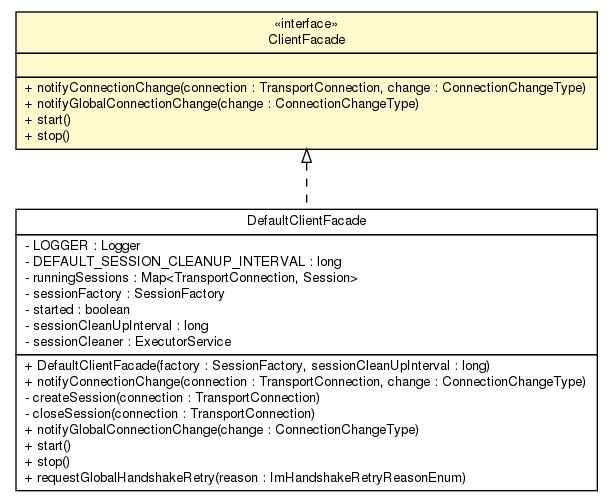 «interface»
ClientFacade
+ notifyConnectionChange(connection : TransportConnection, change : ConnectionChangeType)
+ notifyGlobalConnectionChange(change : ConnectionChangeType)
+ start()
+ stop()
DefaultClientFacade
- LOGGER : Logger
- DEFAULT_SESSION_CLEANUP_INTERVAL : long
- runningSessions : Map<TransportConnection, Session>
- sessionFactory : SessionFactory
- started : boolean
- sessionCleanUpInterval : long
- sessionCleaner : ExecutorService
+ DefaultClientFacade(factory : SessionFactory, sessionCleanUpInterval : long)
+ notifyConnectionChange(connection : TransportConnection, change : ConnectionChangeType)
- createSession(connection : TransportConnection)
- closeSession(connection : TransportConnection)
+ notifyGlobalConnectionChange(change : ConnectionChangeType)
+ start()
+ stop()
+ requestGlobalHandshakeRetry(reason : ImHandshakeRetryReasonEnum)